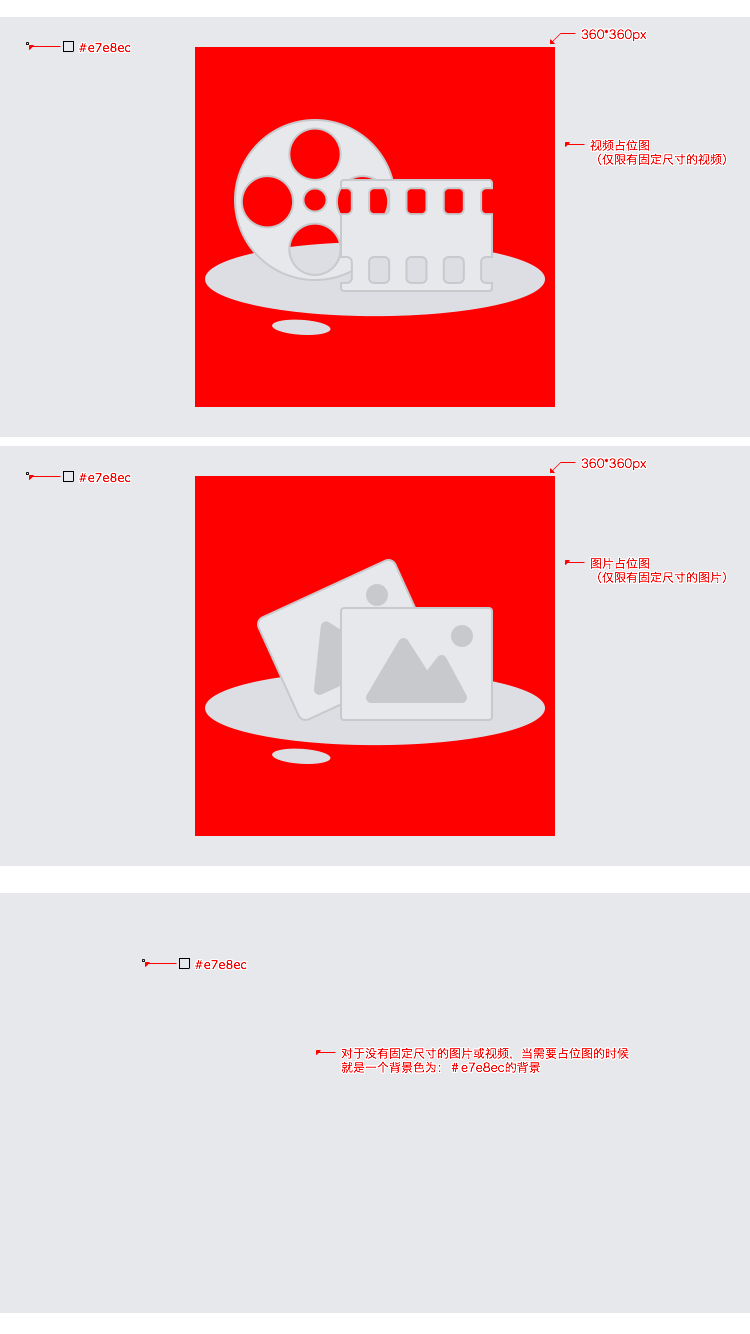 #e7e8ec
360*360px
视频占位图
（仅限有固定尺寸的视频）
#e7e8ec
360*360px
图片占位图
（仅限有固定尺寸的图片）
#e7e8ec
对于没有固定尺寸的图片或视频，当需要占位图的时候
就是一个背景色为：#e7e8ec的背景